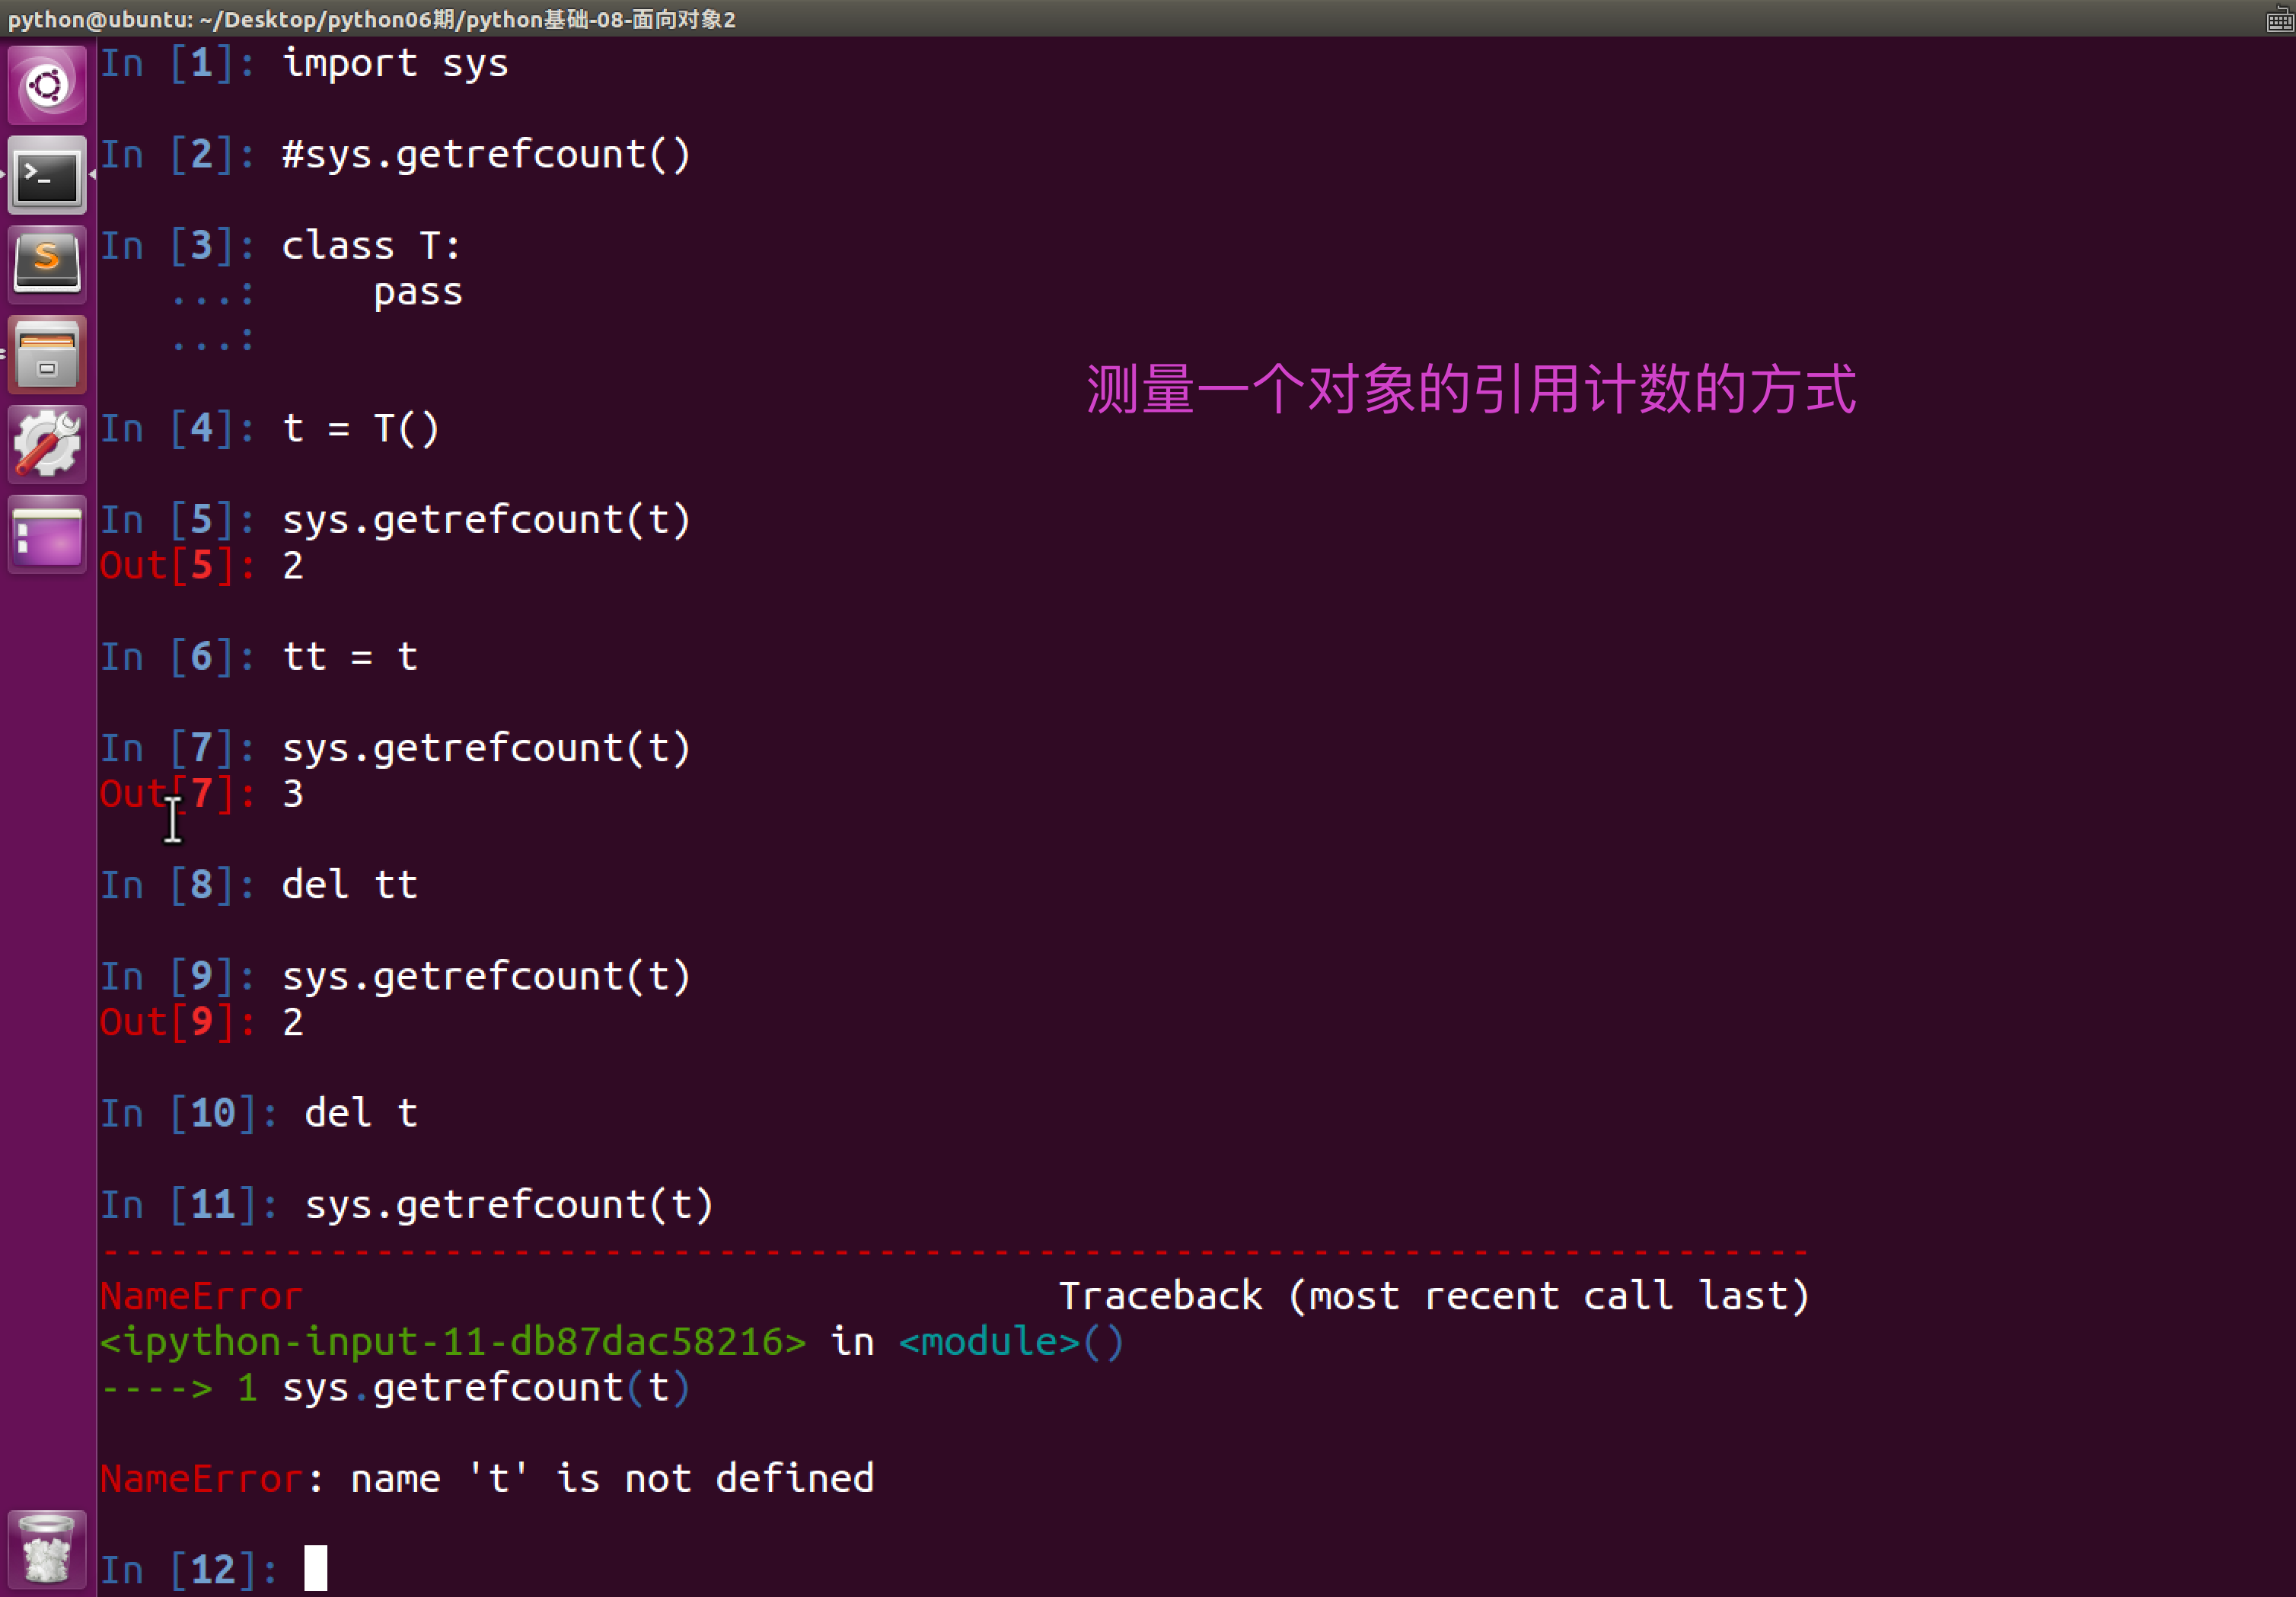 python@ubuntu: ~/Desktop/python06期/python基础-08-面向对象2
In [1]: import sys
In [2]: #sys.getrefcount()
In [3]: class T:
   ...:     pass
   ...:
测量一个对象的引用计数的方式
In [4]: t = T()
In [5]: sys.getrefcount(t)
Out[5]: 2
In [6]: tt = t
In [7]: sys.getrefcount(t)
Out[7]: 3
In [8]: del tt
In [9]: sys.getrefcount(t)
Out[9]: 2
In [10]: del t
In [11]: sys.getrefcount(t)
---------------------------------------------------------------------------
NameError                                 Traceback (most recent call last)
<ipython-input-11-db87dac58216> in <module>()
----> 1 sys.getrefcount(t)
NameError: name 't' is not defined
In [12]: